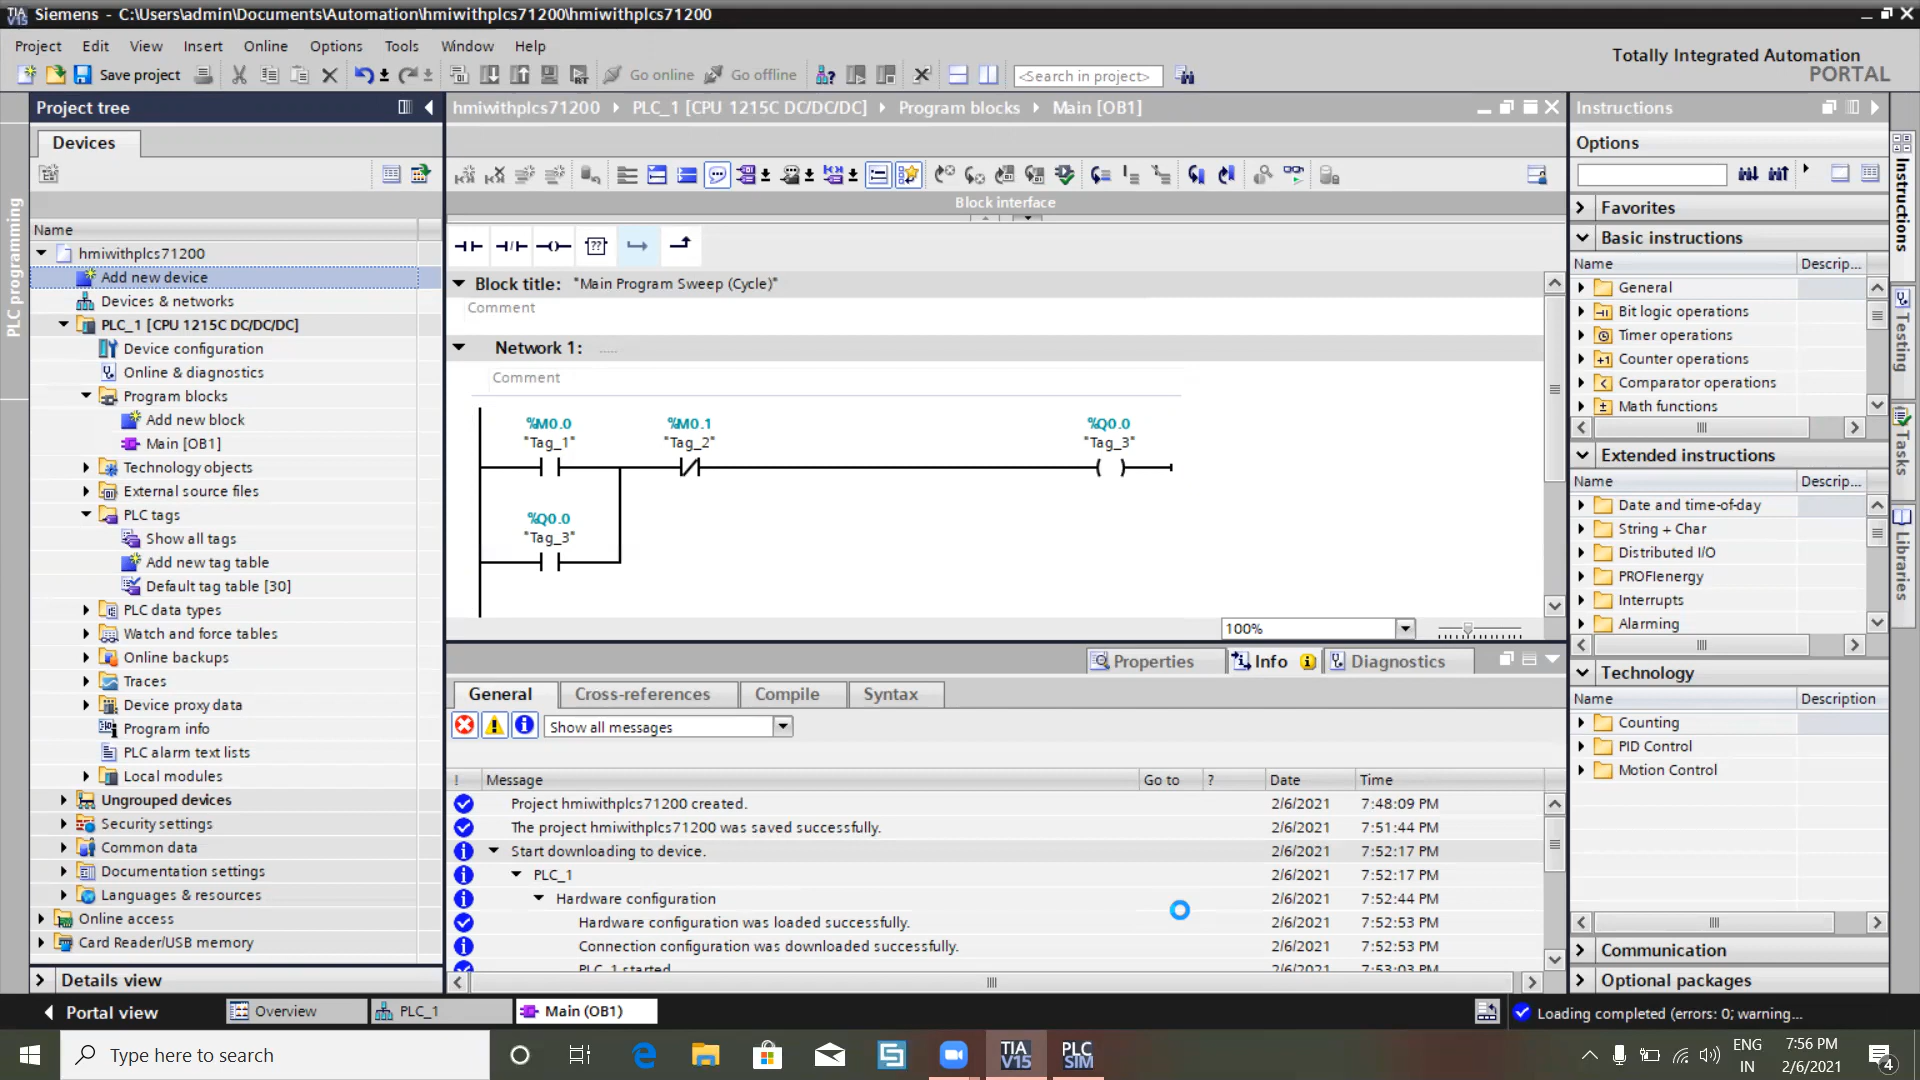 TIA V15 Siemens - C:\Users\admin\Documents\Automation\hmiwithplcs71200\hmiwithplcs71200
Project Edit View Insert Online Options Tools Window Help
Totally Integrated Automation
PORTAL
Save project Go online Go offline <Search in project>
Project tree
Devices
PLC programming
Name
hmiwithplcs71200
Add new device
Devices & networks
PLC_1 [CPU 1215C DC/DC/DC]
Device configuration
Online & diagnostics
Program blocks
Add new block
Main [OB1]
Technology objects
External source files
PLC tags
Show all tags
Add new tag table
Default tag table [30]
PLC data types
Watch and force tables
Online backups
Traces
Device proxy data
Program info
PLC alarm text lists
Local modules
Ungrouped devices
Security settings
Common data
Documentation settings
Languages & resources
Online access
Card Reader/USB memory
Details view
hmiwithplcs71200 PLC_1 [CPU 1215C DC/DC/DC] Program blocks Main [OB1]
Block interface
??
Block title: "Main Program Sweep (Cycle)"
Comment
Network 1: .....
Comment
%M0.0 %M0.1 %Q0.0
"Tag_1" "Tag_2" "Tag_3"
%Q0.0
"Tag_3"
100%
Properties Info Diagnostics
General Cross-references Compile Syntax
Show all messages
! Message Go to ? Date Time
Project hmiwithplcs71200 created. 2/6/2021 7:48:09 PM
The project hmiwithplcs71200 was saved successfully. 2/6/2021 7:51:44 PM
Start downloading to device. 2/6/2021 7:52:17 PM
PLC_1 2/6/2021 7:52:17 PM
Hardware configuration 2/6/2021 7:52:44 PM
Hardware configuration was loaded successfully. 2/6/2021 7:52:53 PM
Connection configuration was downloaded successfully. 2/6/2021 7:52:53 PM
PLC_1 started. 2/6/2021 7:53:03 PM
Instructions
Options
Favorites
Basic instructions
Name Descrip...
General
Bit logic operations
Timer operations
Counter operations
Comparator operations
Math functions
Extended instructions
Name Descrip...
Date and time-of-day
String + Char
Distributed I/O
PROFIenergy
Interrupts
Alarming
Technology
Name Description
Counting
PID Control
Motion Control
Communication
Optional packages
Instructions
Testing
Tasks
Libraries
Portal view Overview PLC_1 Main (OB1) Loading completed (errors: 0; warning...
Type here to search
TIA V15
PLC SIM
ENG
IN
7:56 PM
2/6/2021
4